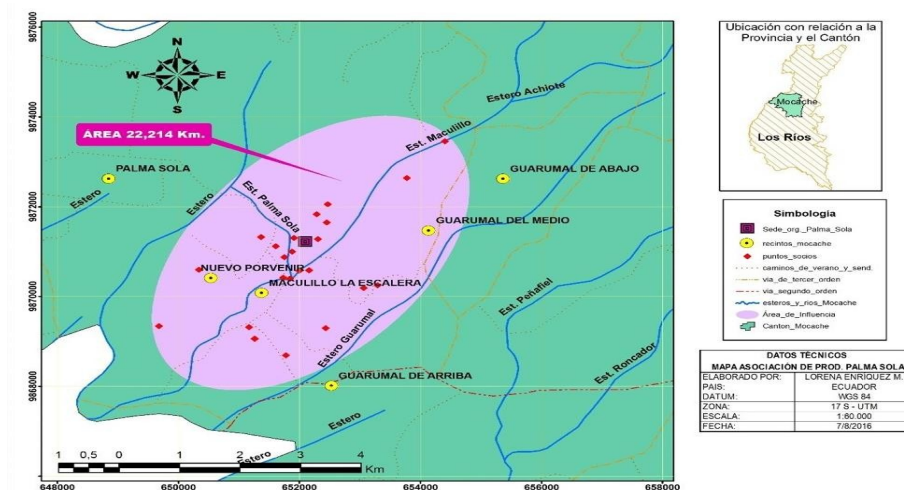 9876000
9874000
9872000
9870000
9868000
N
W E
S
ÁREA 22,214 Km.
Estero Achiote
Est. Maculillo
PALMA SOLA
GUARUMAL DE ABAJO
Estero
Estero
Est. Palma Sola
GUARUMAL DEL MEDIO
NUEVO PORVENIR
MACULILLO LA ESCALERA
Est. Peñafiel
Estero Guarumal
GUARUMAL DE ARRIBA
Est. Roncador
Estero
Estero
1 0,5 0 1 2 3 4
Km
648000 650000 652000 654000 656000 658000
Ubicación con relación a la
Provincia y el Cantón
Mocache
Los Ríos
Simbología
Sede_org._Palma_Sola
recintos_mocache
puntos_socios
caminos_de_verano_y_send.
via_de_tercer_orden
via_segundo_orden
esteros_y_rios_Mocache
Área_de_Influencia
Canton_Mocache
DATOS TÉCNICOS
MAPA ASOCIACIÓN DE PROD. PALMA SOLA
ELABORADO POR: LORENA ENRIQUEZ M.
PAIS: ECUADOR
DATUM: WGS 84
ZONA: 17 S - UTM
ESCALA: 1:60.000
FECHA: 7/8/2016